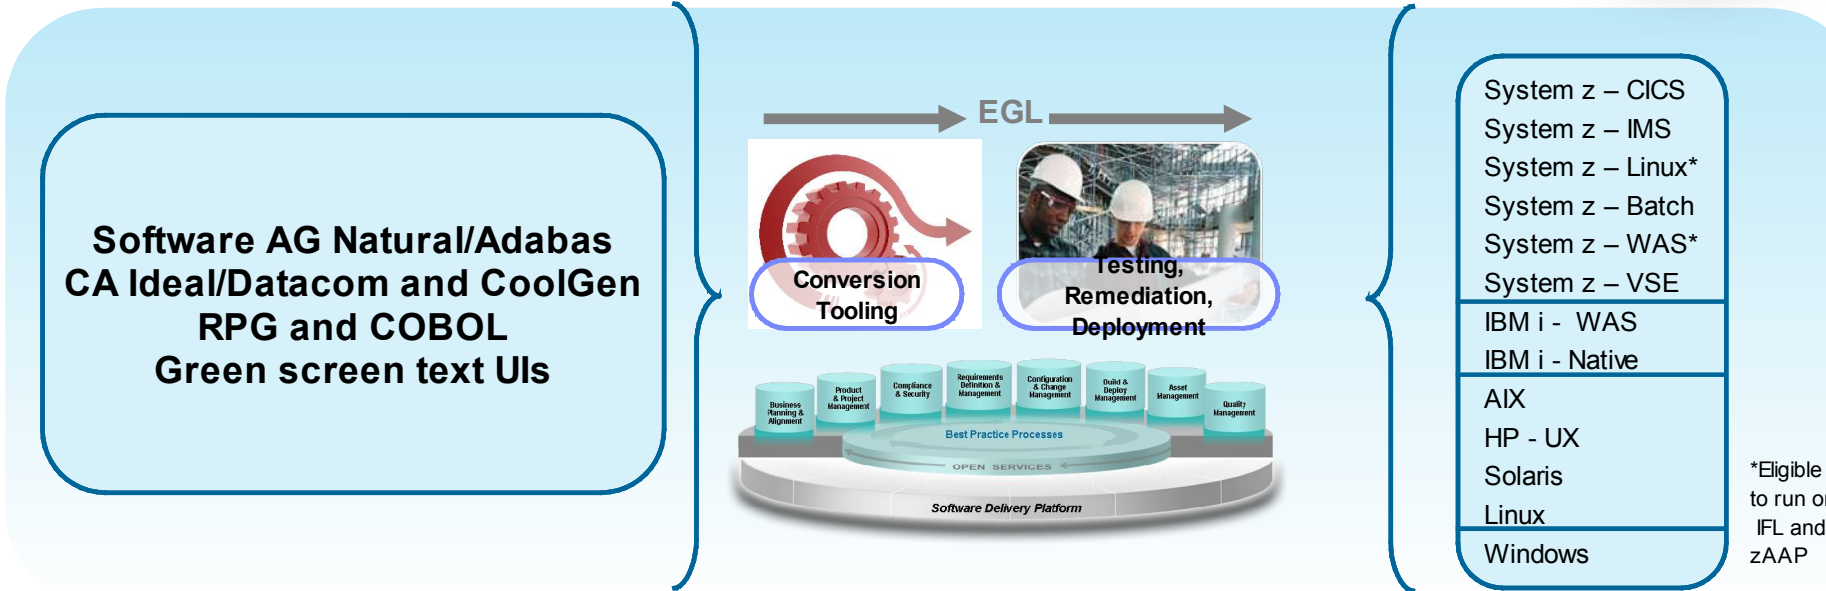 Software AG Natural/Adabas
CA Ideal/Datacom and CoolGen
RPG and COBOL
Green screen text UIs
EGL
Conversion
Tooling
Testing,
Remediation,
Deployment
Business
Planning &
Alignment
Product
& Project
Management
Compliance
& Security
Requirements
Definition &
Management
Configuration
& Change
Management
Build &
Deploy
Management
Asset
Management
Quality
Management
Best Practice Processes
OPEN SERVICES
Software Delivery Platform
System z – CICS
System z – IMS
System z – Linux*
System z – Batch
System z – WAS*
System z – VSE
IBM i - WAS
IBM i - Native
AIX
HP - UX
Solaris
Linux
Windows
*Eligible
to run on
IFL and
zAAP